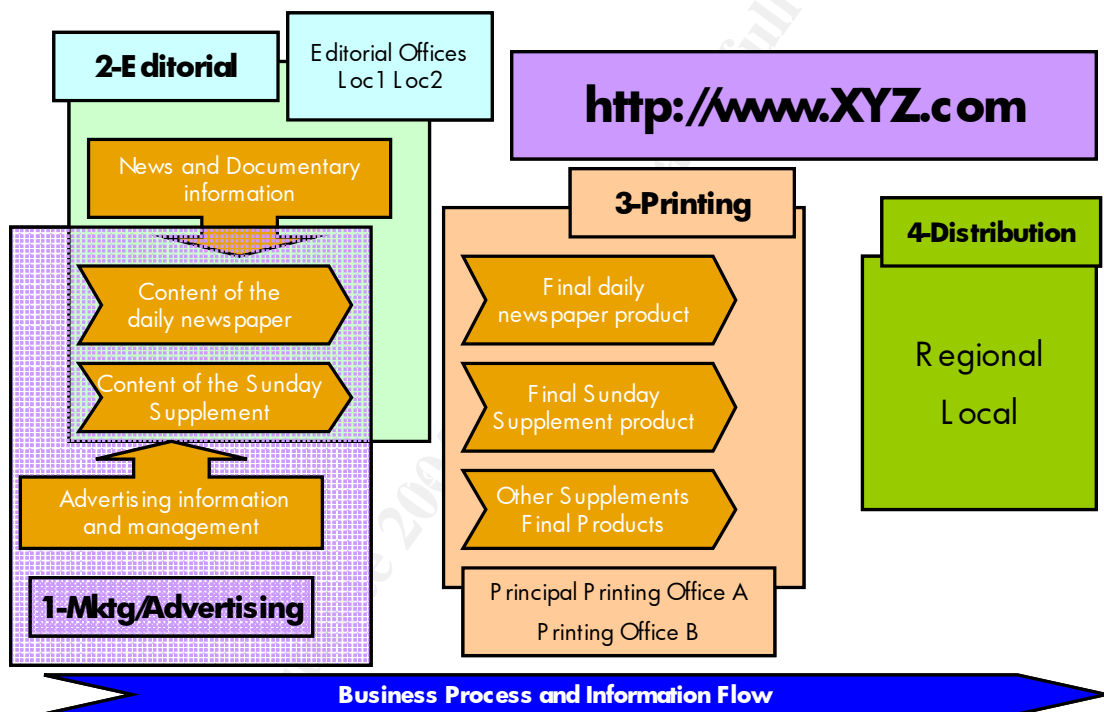 2-Editorial
Editorial Offices
Loc1 Loc2
http://www.XYZ.com
News and Documentary
information
3-Printing
4-Distribution
Content of the
daily newspaper
Final daily
newspaper product
Regional
Local
Content of the Sunday
Supplement
Final Sunday
Supplement product
Advertising information
and management
Other Supplements
Final Products
1-Mktg/Advertising
Principal Printing Office A
Printing Office B
Business Process and Information Flow